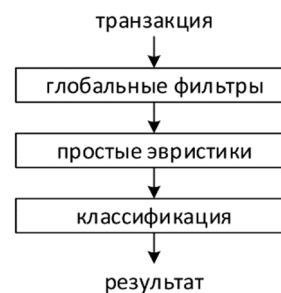 транзакция
глобальные фильтры
простые эвристики
классификация
результат